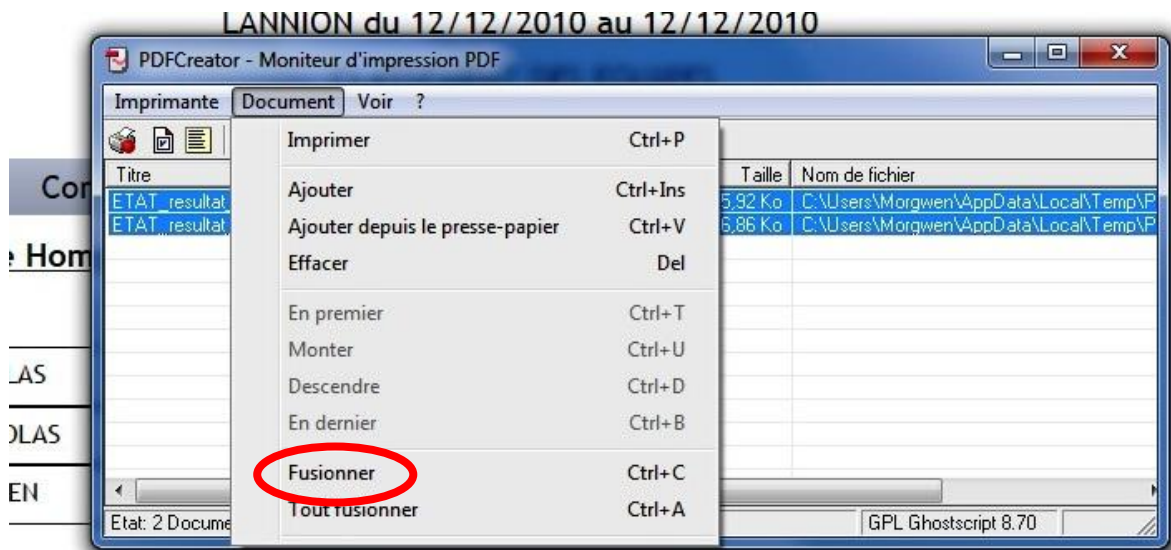 LANNION du 12/12/2010 au 12/12/2010
PDFCreator - Moniteur d'impression PDF
Imprimante Document Voir ?
Imprimer Ctrl+P
Titre Taille Nom de fichier
Ajouter Ctrl+Ins
ETAT_resultat_ 5,92 Ko C:\Users\Morgwen\AppData\Local\Temp\P
ETAT_resultat_ 6,86 Ko C:\Users\Morgwen\AppData\Local\Temp\P
Ajouter depuis le presse-papier Ctrl+V
Effacer Del
En premier Ctrl+T
Monter Ctrl+U
Descendre Ctrl+D
En dernier Ctrl+B
Fusionner Ctrl+C
Tout fusionner Ctrl+A
Etat: 2 Docume GPL Ghostscript 8.70
Cor
e Hom
LAS
OLAS
EN